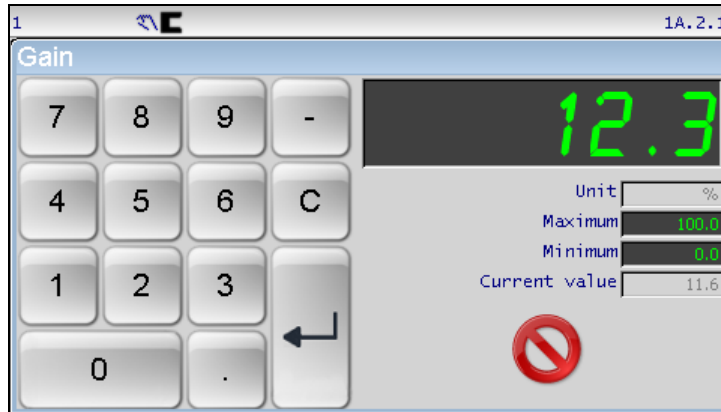 1 1A.2.1
Gain
7 8 9 -
12.3
4 5 6 C
Unit %
Maximum 100.0
Minimum 0.0
Current value 11.6
1 2 3
0 .